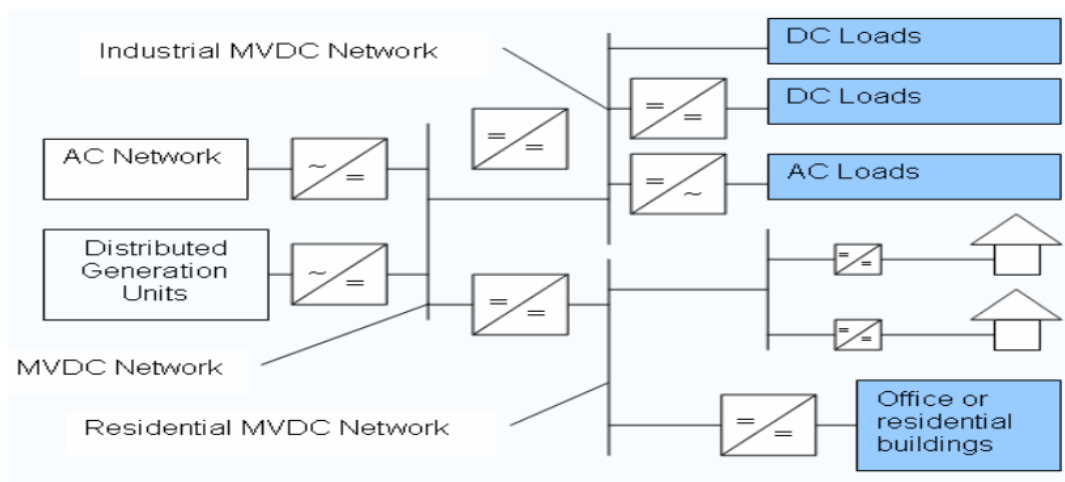 Industrial MVDC Network
DC Loads
= =
DC Loads
= =
AC Network
~ =
= ~
AC Loads
Distributed
Generation
Units
~ =
= =
= =
= =
MVDC Network
Residential MVDC Network
= =
Office or
residential
buildings